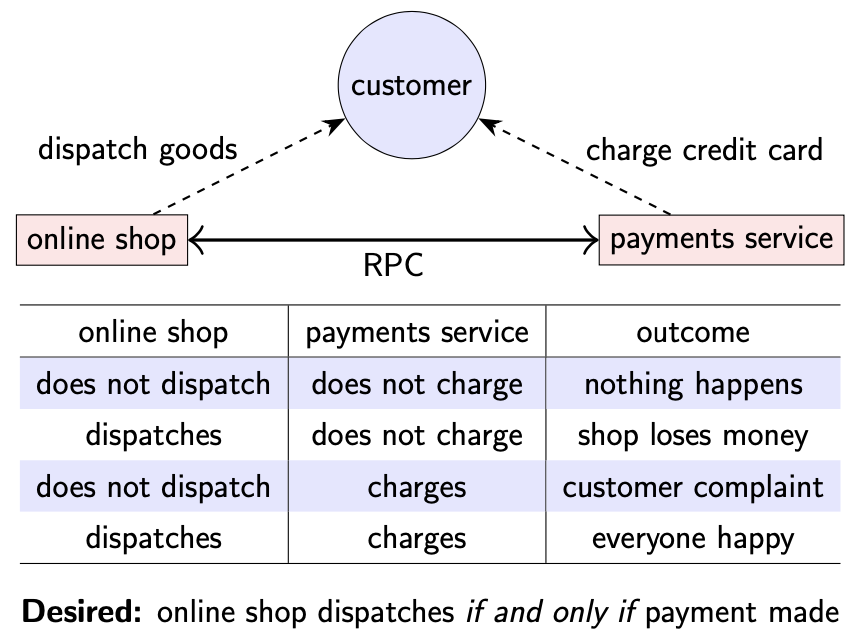 customer
dispatch goods
charge credit card
online shop
payments service
RPC
online shop payments service outcome
does not dispatch does not charge nothing happens
dispatches does not charge shop loses money
does not dispatch charges customer complaint
dispatches charges everyone happy
Desired: online shop dispatches if and only if payment made